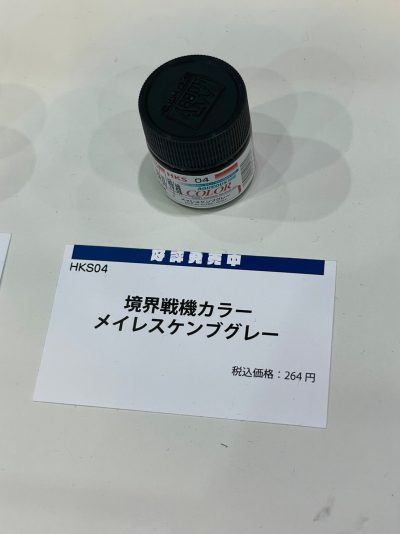 HKS 04
AQUEOUS
COLOR
好評発売中
HKS04
境界戦機カラー
メイレスケンブグレー
税込価格：264円